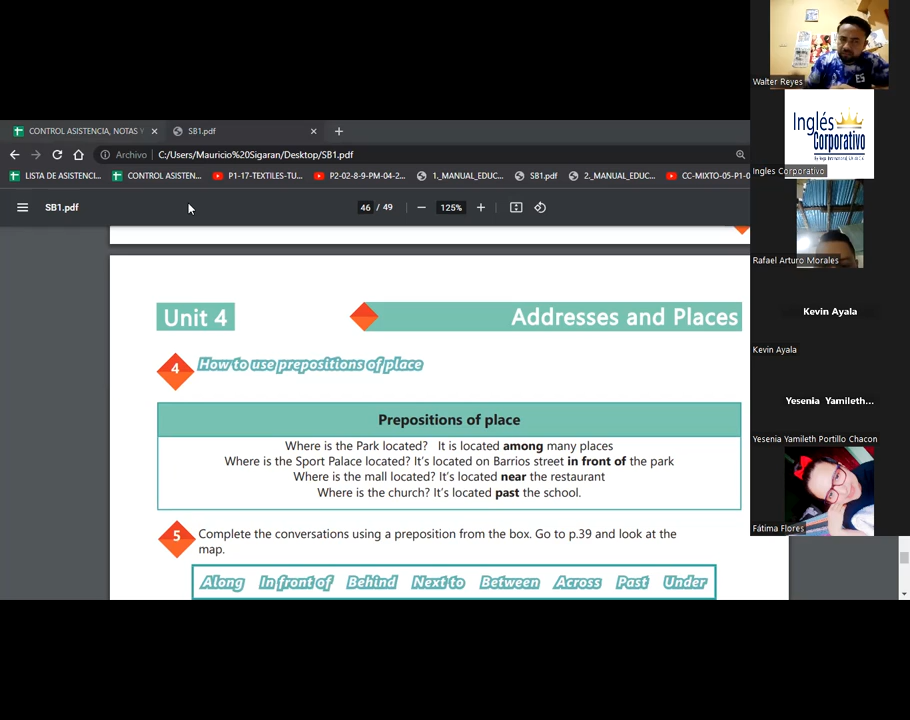 CONTROL ASISTENCIA, NOTAS Y
SB1.pdf
Archivo
C:/Users/Mauricio%20Sigaran/Desktop/SB1.pdf
LISTA DE ASISTENCI...
CONTROL ASISTEN...
P1-17-TEXTILES-TU...
P2-02-8-9-PM-04-2...
1._MANUAL_EDUC...
SB1.pdf
2._MANUAL_EDUC...
CC-MIXTO-05-P1-0
SB1.pdf
46 / 49
125%
Unit 4
Addresses and Places
4 How to use prepositions of place
Prepositions of place
Where is the Park located? It is located among many places
Where is the Sport Palace located? It's located on Barrios street in front of the park
Where is the mall located? It's located near the restaurant
Where is the church? It's located past the school.
5 Complete the conversations using a preposition from the box. Go to p.39 and look at the
map.
Along In front of Behind Next to Between Across Past Under
ES
Walter Reyes
Inglés
Corporativo
Ingles Corporativo
Rafael Arturo Morales
Kevin Ayala
Kevin Ayala
Yesenia Yamileth...
Yesenia Yamileth Portillo Chacon
Fátima Flores